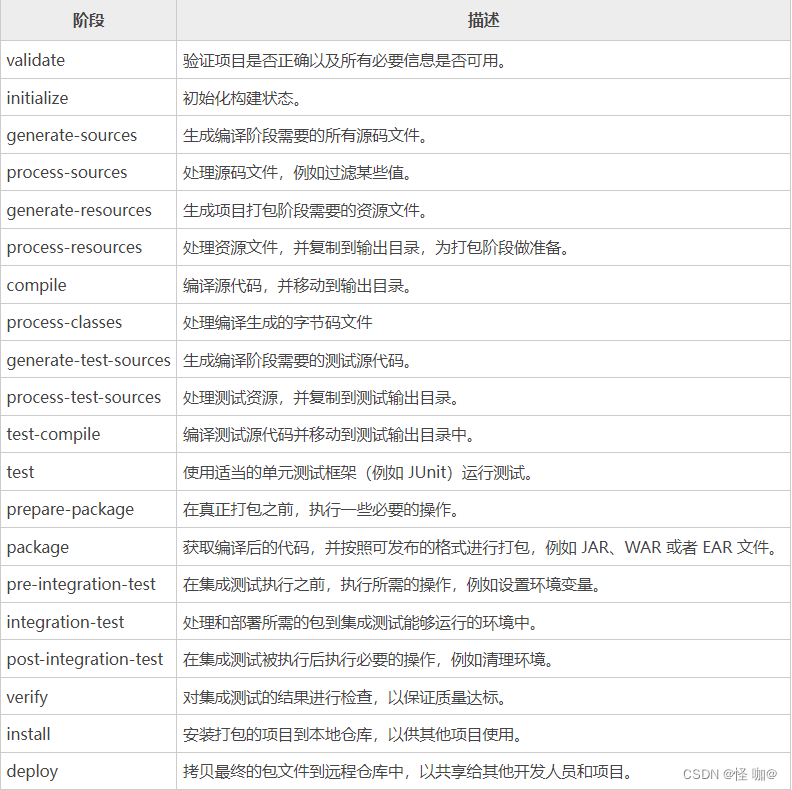 阶段 描述
validate 验证项目是否正确以及所有必要信息是否可用。
initialize 初始化构建状态。
generate-sources 生成编译阶段需要的所有源码文件。
process-sources 处理源码文件，例如过滤某些值。
generate-resources 生成项目打包阶段需要的资源文件。
process-resources 处理资源文件，并复制到输出目录，为打包阶段做准备。
compile 编译源代码，并移动到输出目录。
process-classes 处理编译生成的字节码文件
generate-test-sources 生成编译阶段需要的测试源代码。
process-test-sources 处理测试资源，并复制到测试输出目录。
test-compile 编译测试源代码并移动到测试输出目录中。
test 使用适当的单元测试框架（例如 JUnit）运行测试。
prepare-package 在真正打包之前，执行一些必要的操作。
package 获取编译后的代码，并按照可发布的格式进行打包，例如 JAR、WAR 或者 EAR 文件。
pre-integration-test 在集成测试执行之前，执行所需的操作，例如设置环境变量。
integration-test 处理和部署所需的包到集成测试能够运行的环境中。
post-integration-test 在集成测试被执行后执行必要的操作，例如清理环境。
verify 对集成测试的结果进行检查，以保证质量达标。
install 安装打包的项目到本地仓库，以供其他项目使用。
deploy 拷贝最终的包文件到远程仓库中，以共享给其他开发人员和项目。
CSDN @怪 咖@